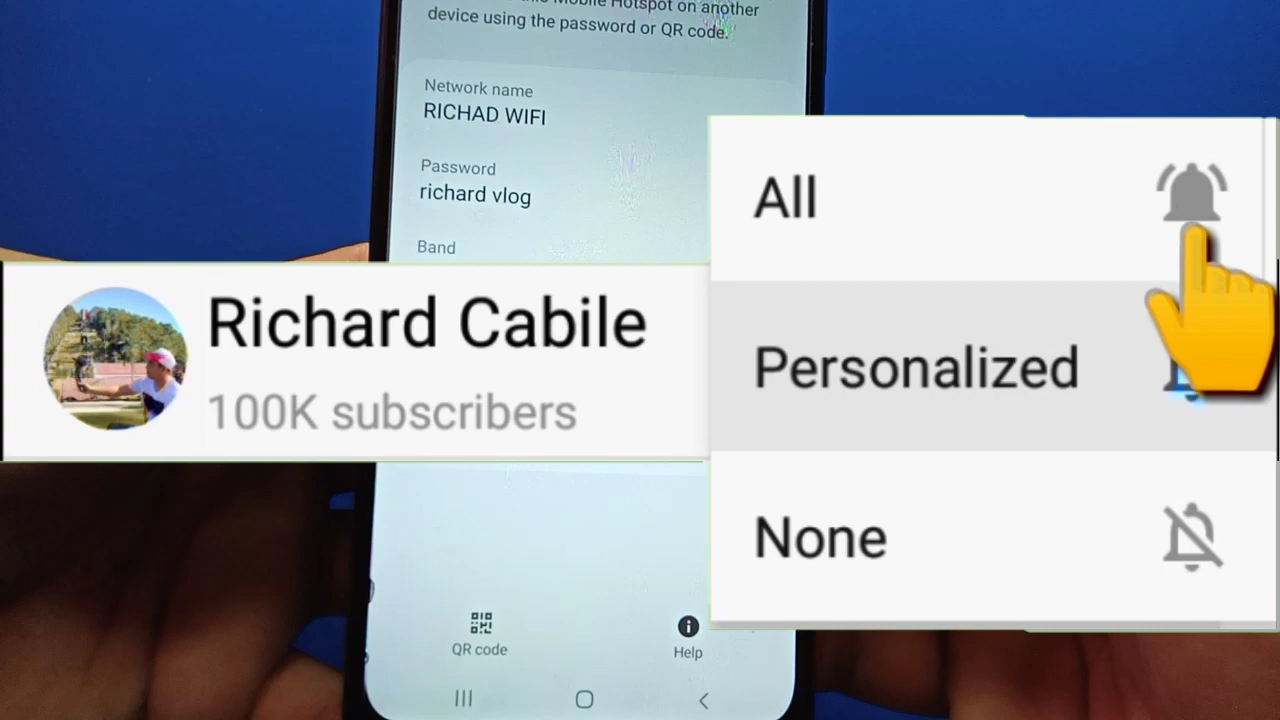 this Mobile Hotspot on another
device using the password or QR code.
Network name
RICHAD WIFI
Password
richard vlog
Band
Richard Cabile
100K subscribers
All
Personalized
None
QR code
Help